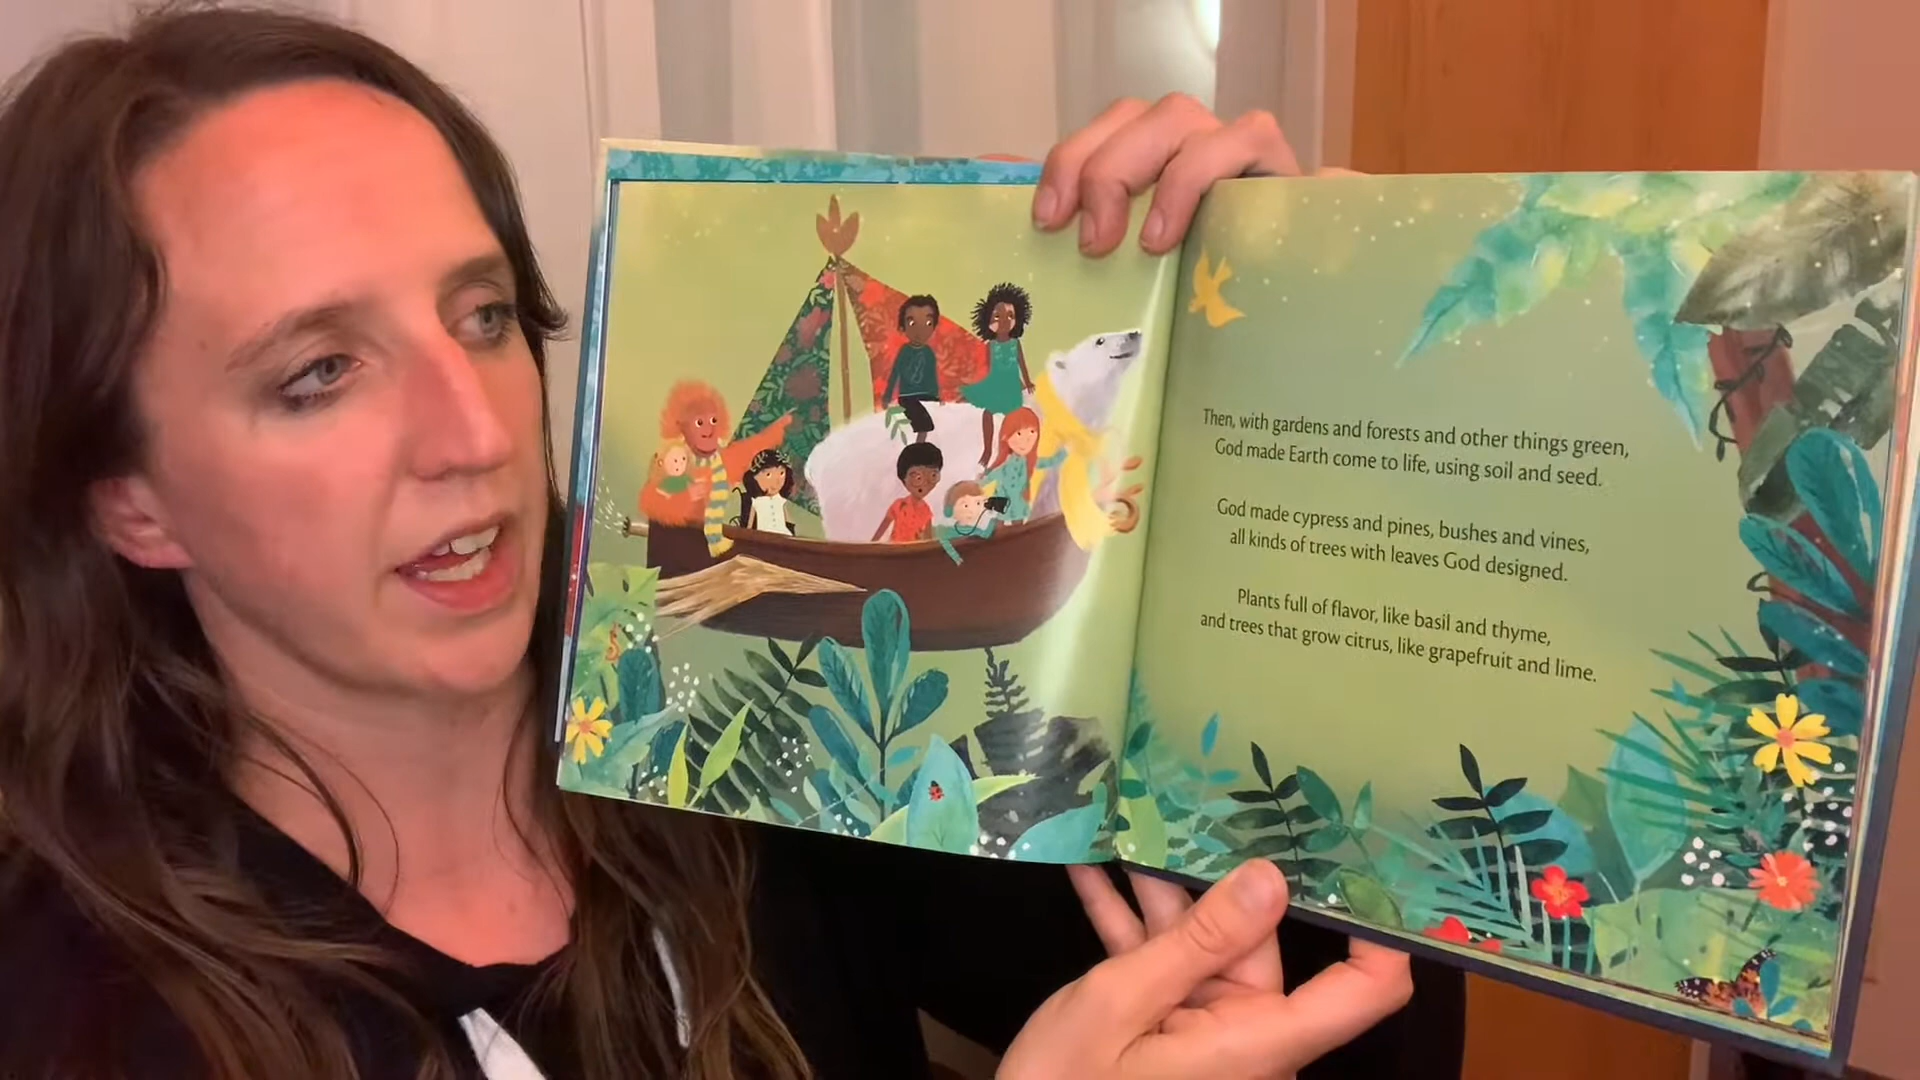 Then, with gardens and forests and other things green,
God made Earth come to life, using soil and seed.
God made cypress and pines, bushes and vines,
all kinds of trees with leaves God designed.
Plants full of flavor, like basil and thyme,
and trees that grow citrus, like grapefruit and lime.